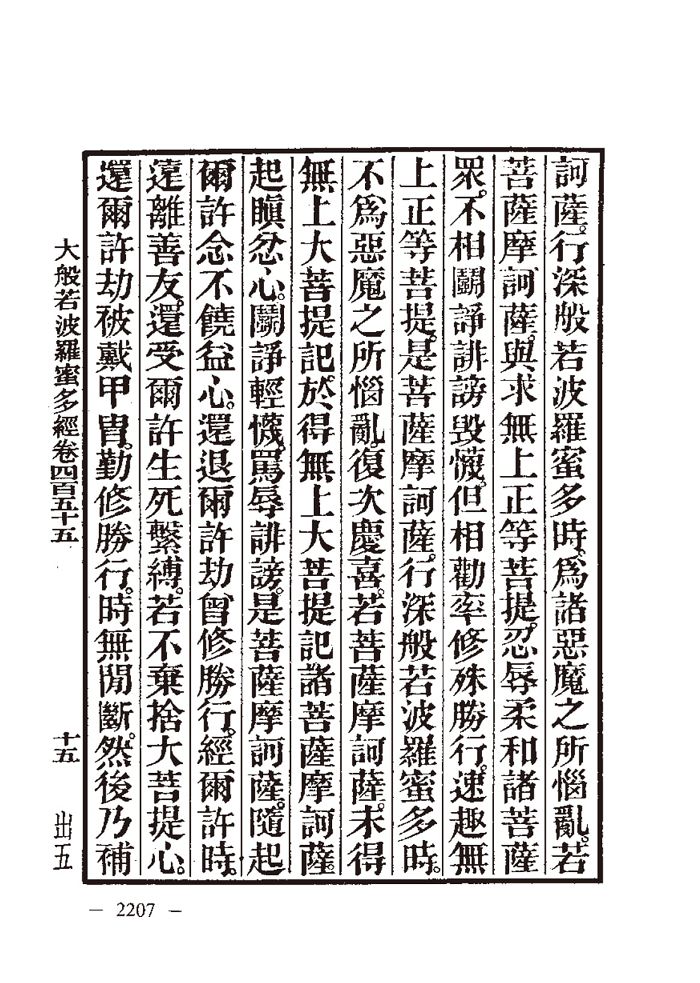 訶薩。行深般若波羅蜜多時。爲諸惡魔之所惱亂。若
菩薩摩訶薩。與求無上正等菩提。忍辱柔和諸菩薩
眾。不相鬬諍誹謗毁懱。但相勸率修殊勝行。速趣無
上正等菩提。是菩薩摩訶薩。行深般若波羅蜜多時。
不爲惡魔之所惱亂。復次慶喜。若菩薩摩訶薩。未得
無上大菩提記。於得無上大菩提記諸菩薩摩訶薩
起瞋忿心。鬬諍輕懱。罵辱誹謗。是菩薩摩訶薩。隨起
爾許念不饒益心。還退爾許劫。曾修勝行。經爾許時。
遠離善友。還受爾許生死繫縛。若不棄捨大菩提心。
還爾許劫被戴甲冑。勤修勝行。時無閒斷。然後乃補
大般若波羅蜜多經卷四百五十五
十五
出五
— 2207 —